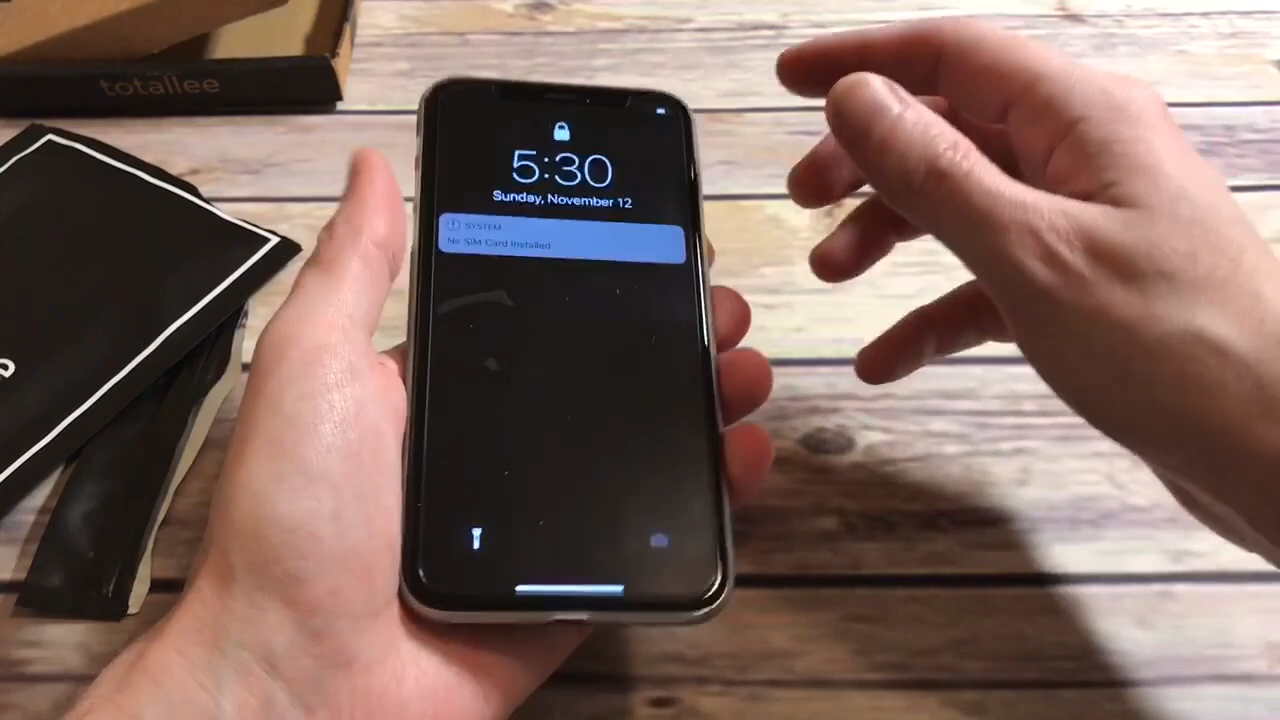 totallee
5:30
Sunday, November 12
SYSTEM
No SIM Card Installed
e